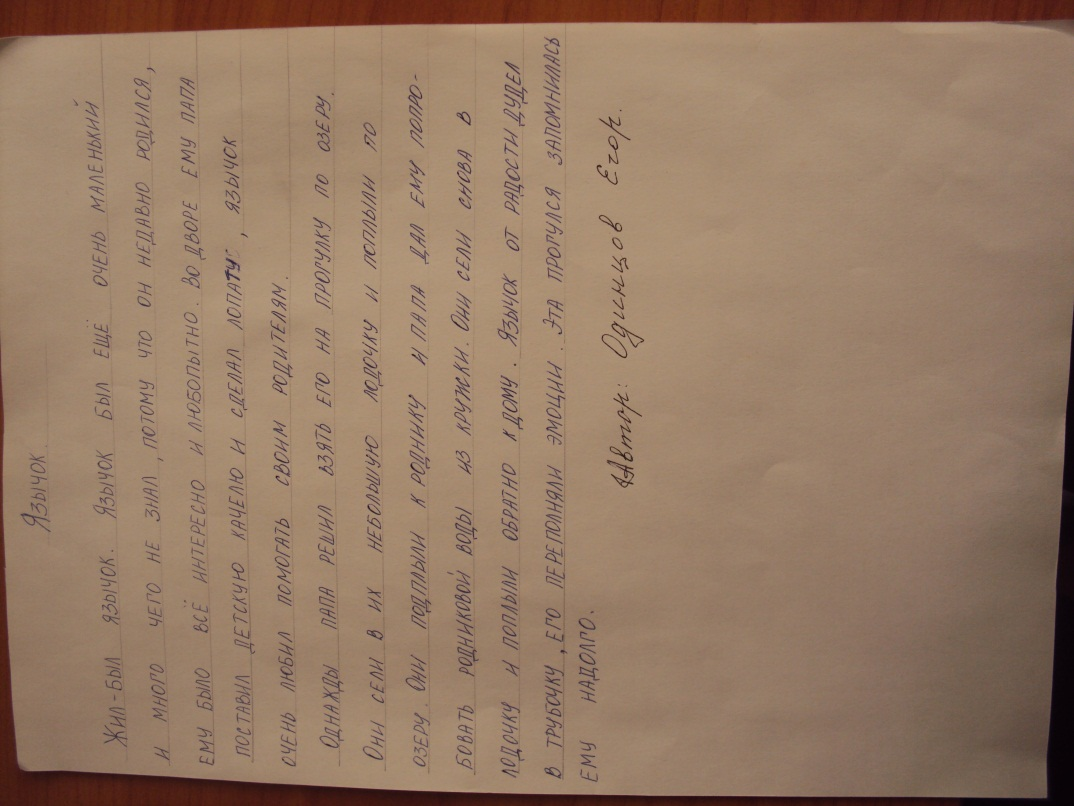 Язычок.
Жил-был язычок. Язычок был ещё очень маленький
и много чего не знал, потому что он недавно родился,
ему было всё интересно и любопытно. Во дворе ему папа
поставил детскую качелю и сделал лопату, язычок
очень любил помогать своим родителям.
Однажды папа решил взять его на прогулку по озеру.
Они сели в их небольшую лодочку и поплыли по
озеру. Они подплыли к роднику и папа дал ему попро-
бовать родниковой воды из кружки. Они сели снова в
лодочку и поплыли обратно к дому. Язычок от радости дудел
в трубочку, его переполняли эмоции. Эта прогулся запомнилась
ему надолго.
Автор: Одинцов Егор.